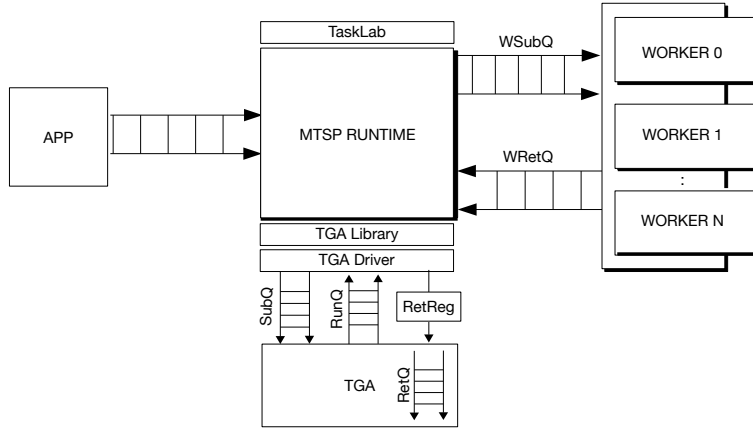 TaskLab
WSubQ
WORKER 0
APP
MTSP RUNTIME
WORKER 1
WRetQ
:
WORKER N
TGA Library
TGA Driver
SubQ
RunQ
RetReg
TGA
RetQ